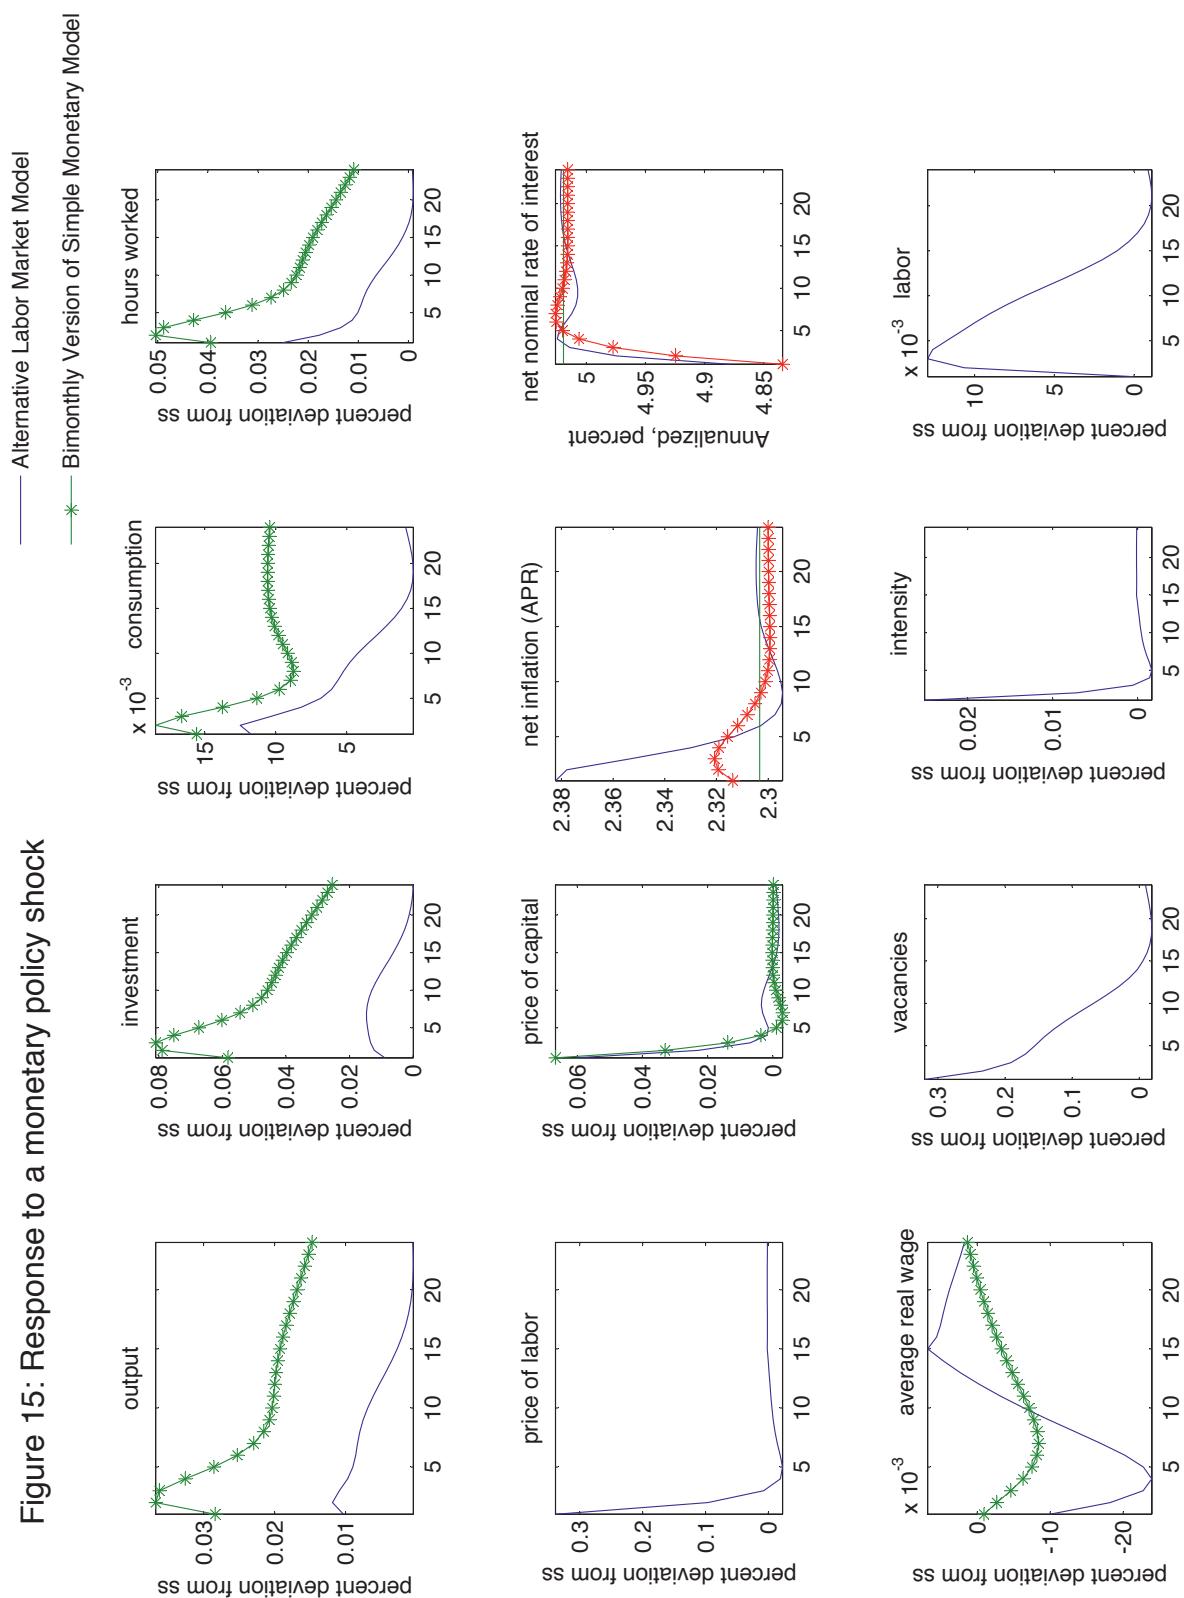 Figure 15: Response to a monetary policy shock
Alternative Labor Market Model
Bimonthly Version of Simple Monetary Model
output
percent deviation from ss
0.03
0.02
0.01
5 10 15 20
investment
percent deviation from ss
0.08
0.06
0.04
0.02
0
5 10 15 20
consumption
x 10-3
percent deviation from ss
15
10
5
5 10 15 20
hours worked
percent deviation from ss
0.05
0.04
0.03
0.02
0.01
0
5 10 15 20
price of labor
percent deviation from ss
0.3
0.2
0.1
0
5 10 15 20
price of capital
percent deviation from ss
0.06
0.04
0.02
0
5 10 15 20
net inflation (APR)
2.38
2.36
2.34
2.32
2.3
5 10 15 20
net nominal rate of interest
Annualized, percent
5
4.95
4.9
4.85
5 10 15 20
average real wage
x 10-3
percent deviation from ss
0
-10
-20
5 10 15 20
vacancies
percent deviation from ss
0.3
0.2
0.1
0
5 10 15 20
intensity
percent deviation from ss
0.02
0.01
0
5 10 15 20
labor
x 10-3
percent deviation from ss
10
5
0
5 10 15 20